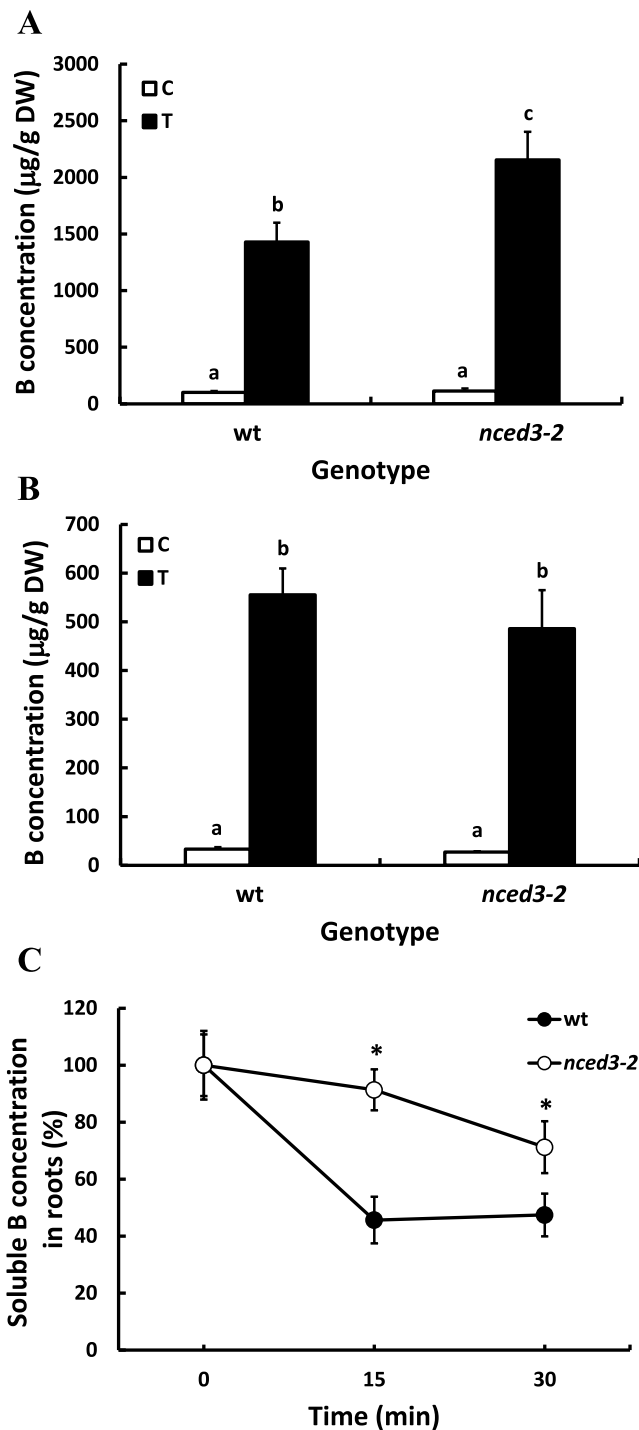 A
B concentration (µg/g DW)
3000
2500
2000
1500
1000
500
0
C
T
a
b
a
c
wt
nced3-2
Genotype
B
B concentration (µg/g DW)
700
600
500
400
300
200
100
0
C
T
a
b
a
b
wt
nced3-2
Genotype
C
Soluble B concentration
in roots (%)
120
100
80
60
40
20
0
wt
nced3-2
*
*
0
15
30
Time (min)